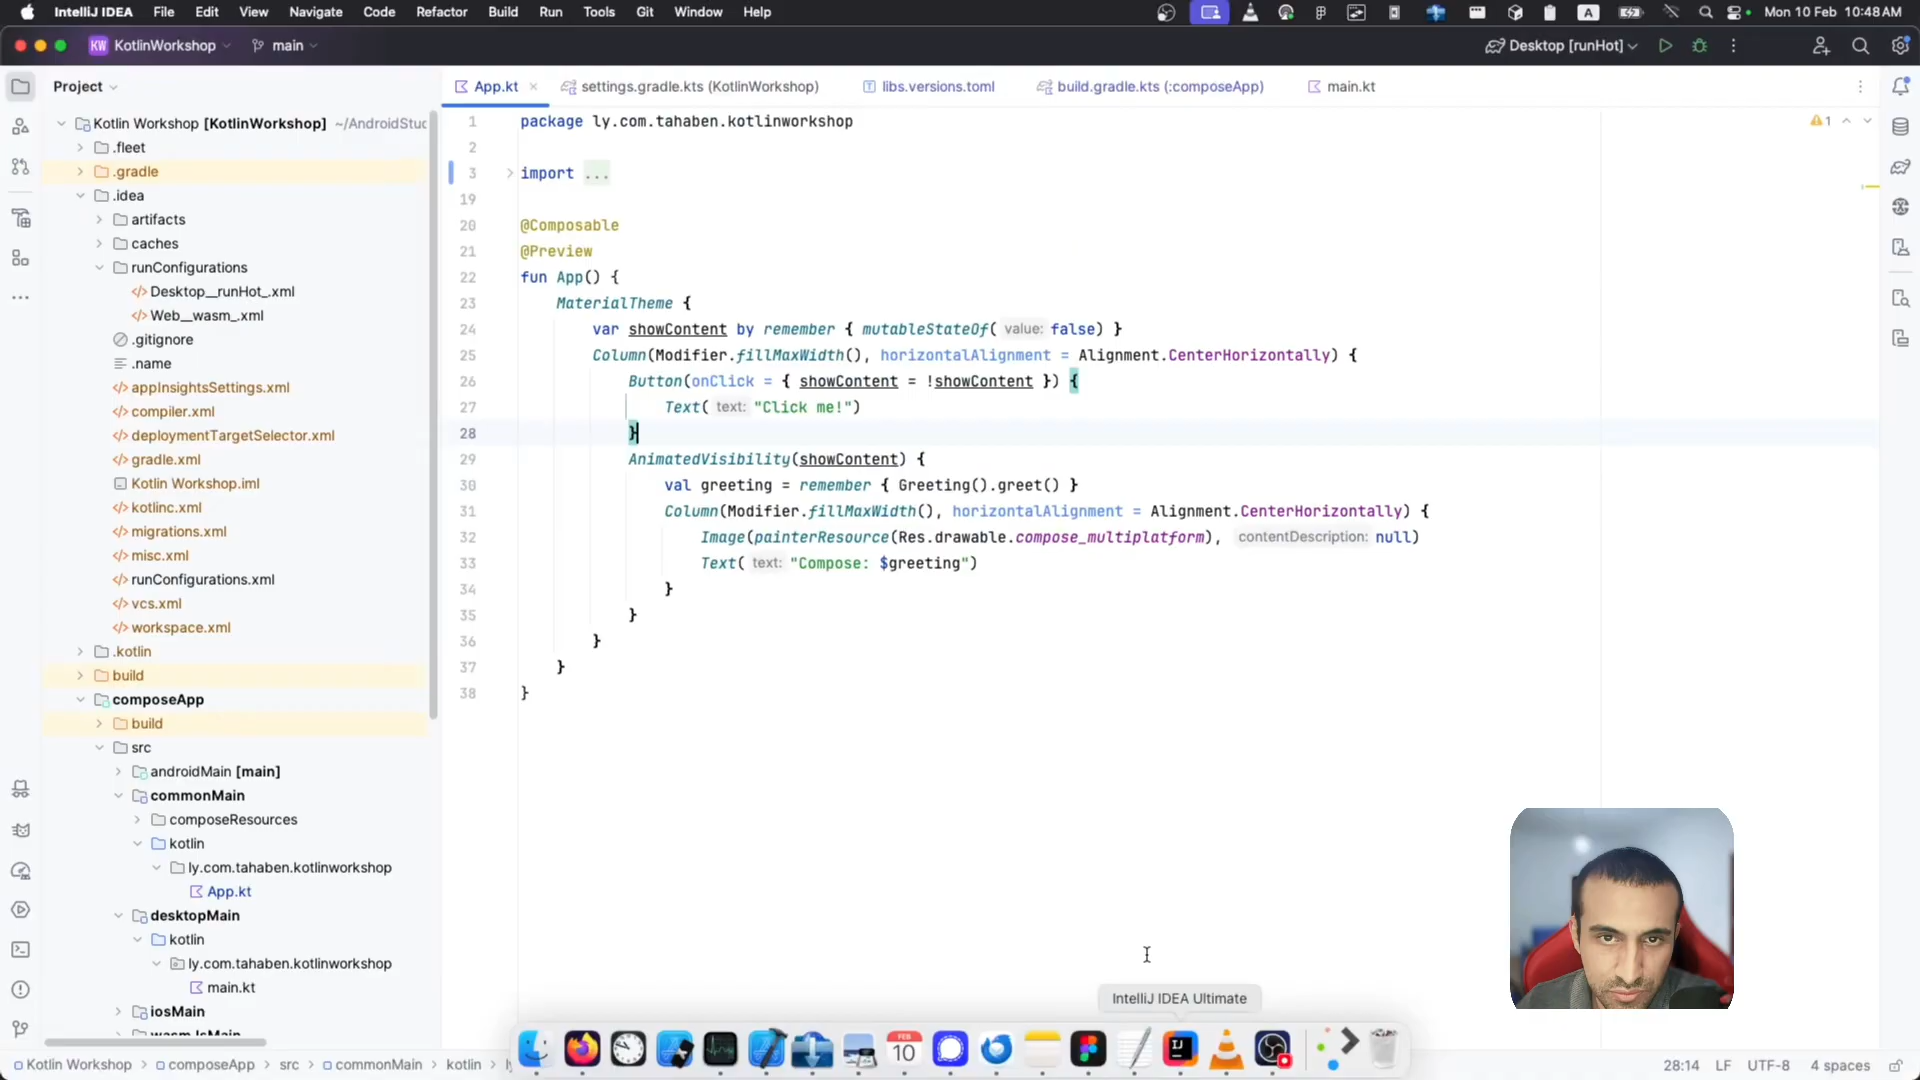 IntelliJ IDEA File Edit View Navigate Code Refactor Build Run Tools Git Window Help A Mon 10 Feb 10:48 AM
KW KotlinWorkshop main Desktop [runHot]
Project
App.kt settings.gradle.kts (KotlinWorkshop) libs.versions.toml build.gradle.kts (:composeApp) main.kt
Kotlin Workshop [KotlinWorkshop] ~/AndroidStuc
.fleet
.gradle
.idea
artifacts
caches
runConfigurations
Desktop__runHot_.xml
Web__wasm_.xml
.gitignore
.name
appInsightsSettings.xml
compiler.xml
deploymentTargetSelector.xml
gradle.xml
Kotlin Workshop.iml
kotlinc.xml
migrations.xml
misc.xml
runConfigurations.xml
vcs.xml
workspace.xml
.kotlin
build
composeApp
build
src
androidMain [main]
commonMain
composeResources
kotlin
ly.com.tahaben.kotlinworkshop
App.kt
desktopMain
kotlin
ly.com.tahaben.kotlinworkshop
main.kt
iosMain
wasmJsMain
1 package ly.com.tahaben.kotlinworkshop
1
2
3 import ...
19
20 @Composable
21 @Preview
22 fun App() {
23 MaterialTheme {
24 var showContent by remember { mutableStateOf( value: false) }
25 Column(Modifier.fillMaxWidth(), horizontalAlignment = Alignment.CenterHorizontally) {
26 Button(onClick = { showContent = !showContent }) {
27 Text( text: "Click me!")
28 }
29 AnimatedVisibility(showContent) {
30 val greeting = remember { Greeting().greet() }
31 Column(Modifier.fillMaxWidth(), horizontalAlignment = Alignment.CenterHorizontally) {
32 Image(painterResource(Res.drawable.compose_multiplatform), contentDescription: null)
33 Text( text: "Compose: $greeting")
34 }
35 }
36 }
37 }
38 }
IntelliJ IDEA Ultimate
FEB
10
IJ
Kotlin Workshop > composeApp > src > commonMain > kotlin > 28:14 LF UTF-8 4 spaces